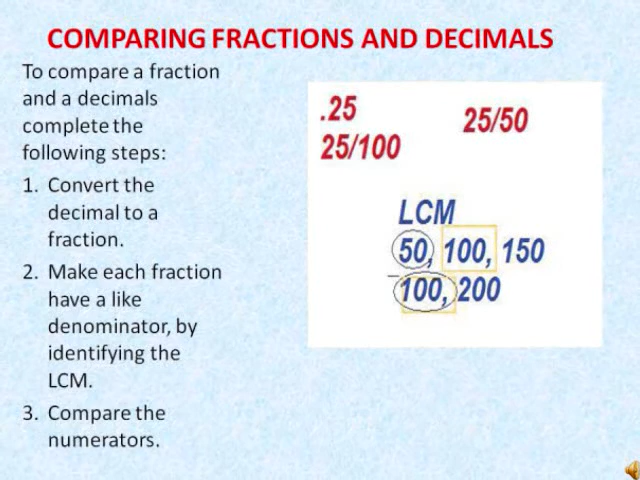 COMPARING FRACTIONS AND DECIMALS
To compare a fraction
and a decimals
complete the
following steps:
1. Convert the
decimal to a
fraction.
2. Make each fraction
have a like
denominator, by
identifying the
LCM.
3. Compare the
numerators.
.25
25/100
25/50
LCM
50, 100, 150
100, 200